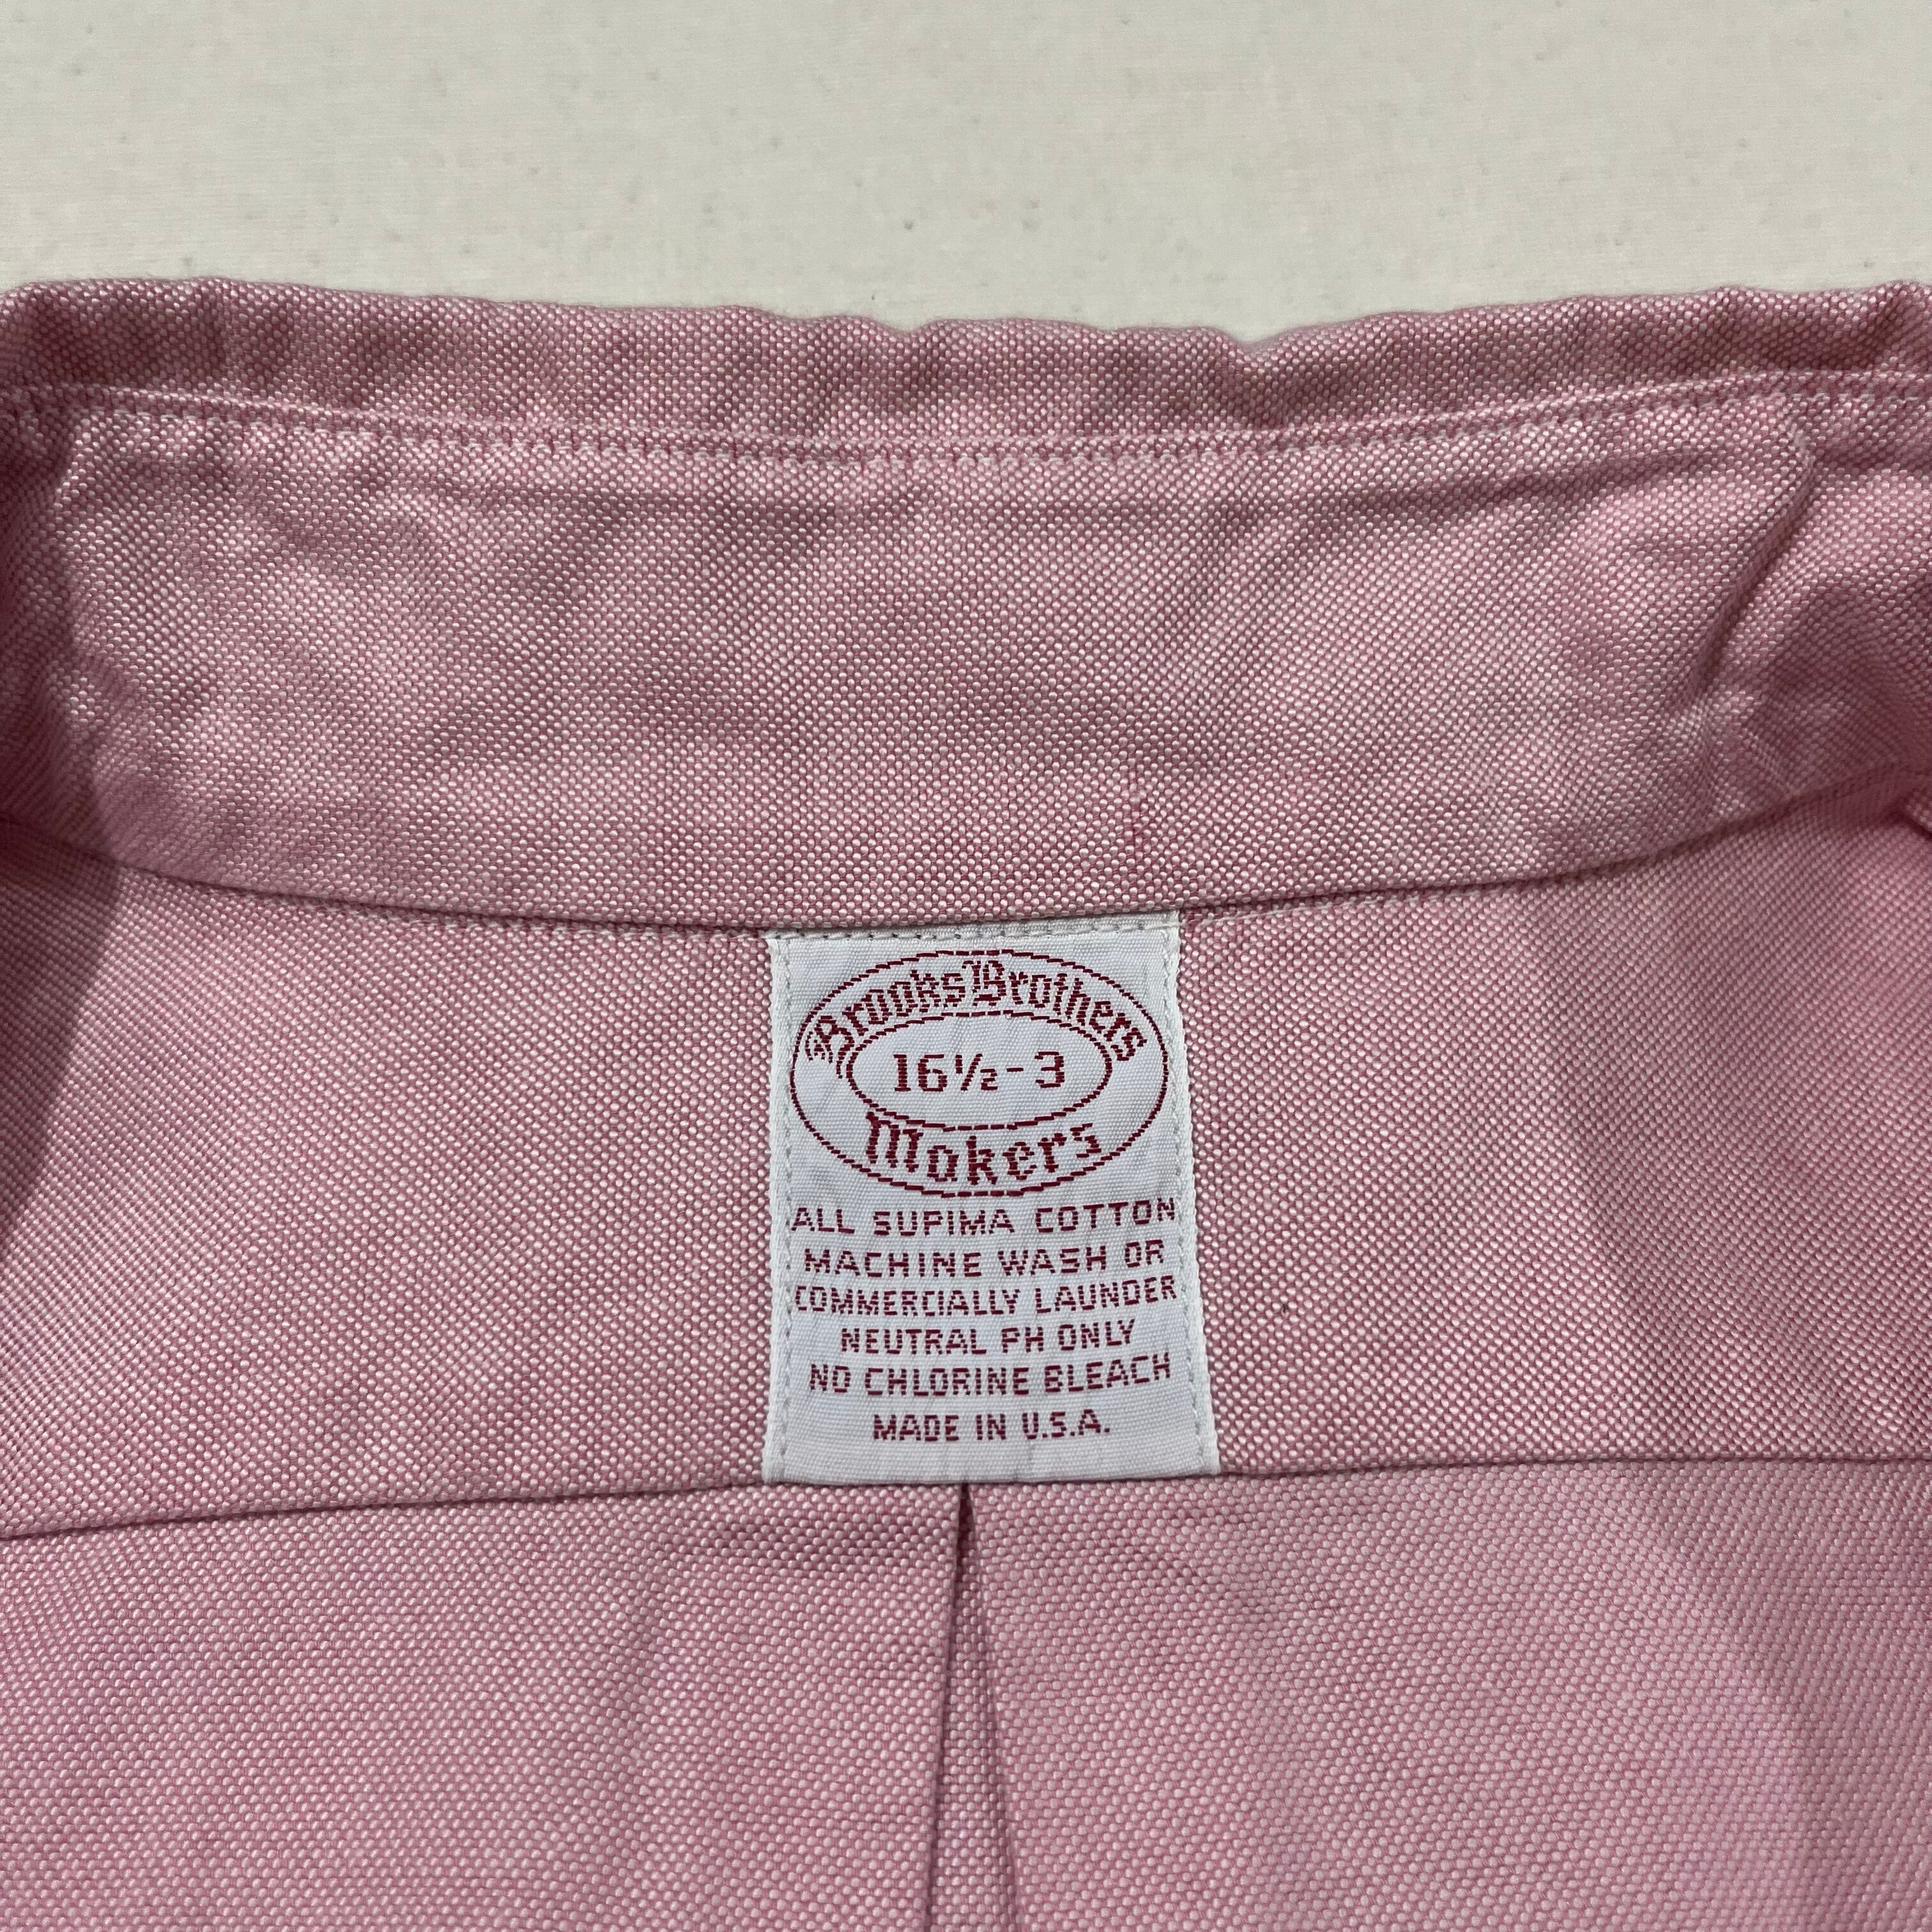 Brooks Brothers
16½-3
Makers
ALL SUPIMA COTTON
MACHINE WASH OR
COMMERCIALLY LAUNDER
NEUTRAL PH ONLY
NO CHLORINE BLEACH
MADE IN U.S.A.